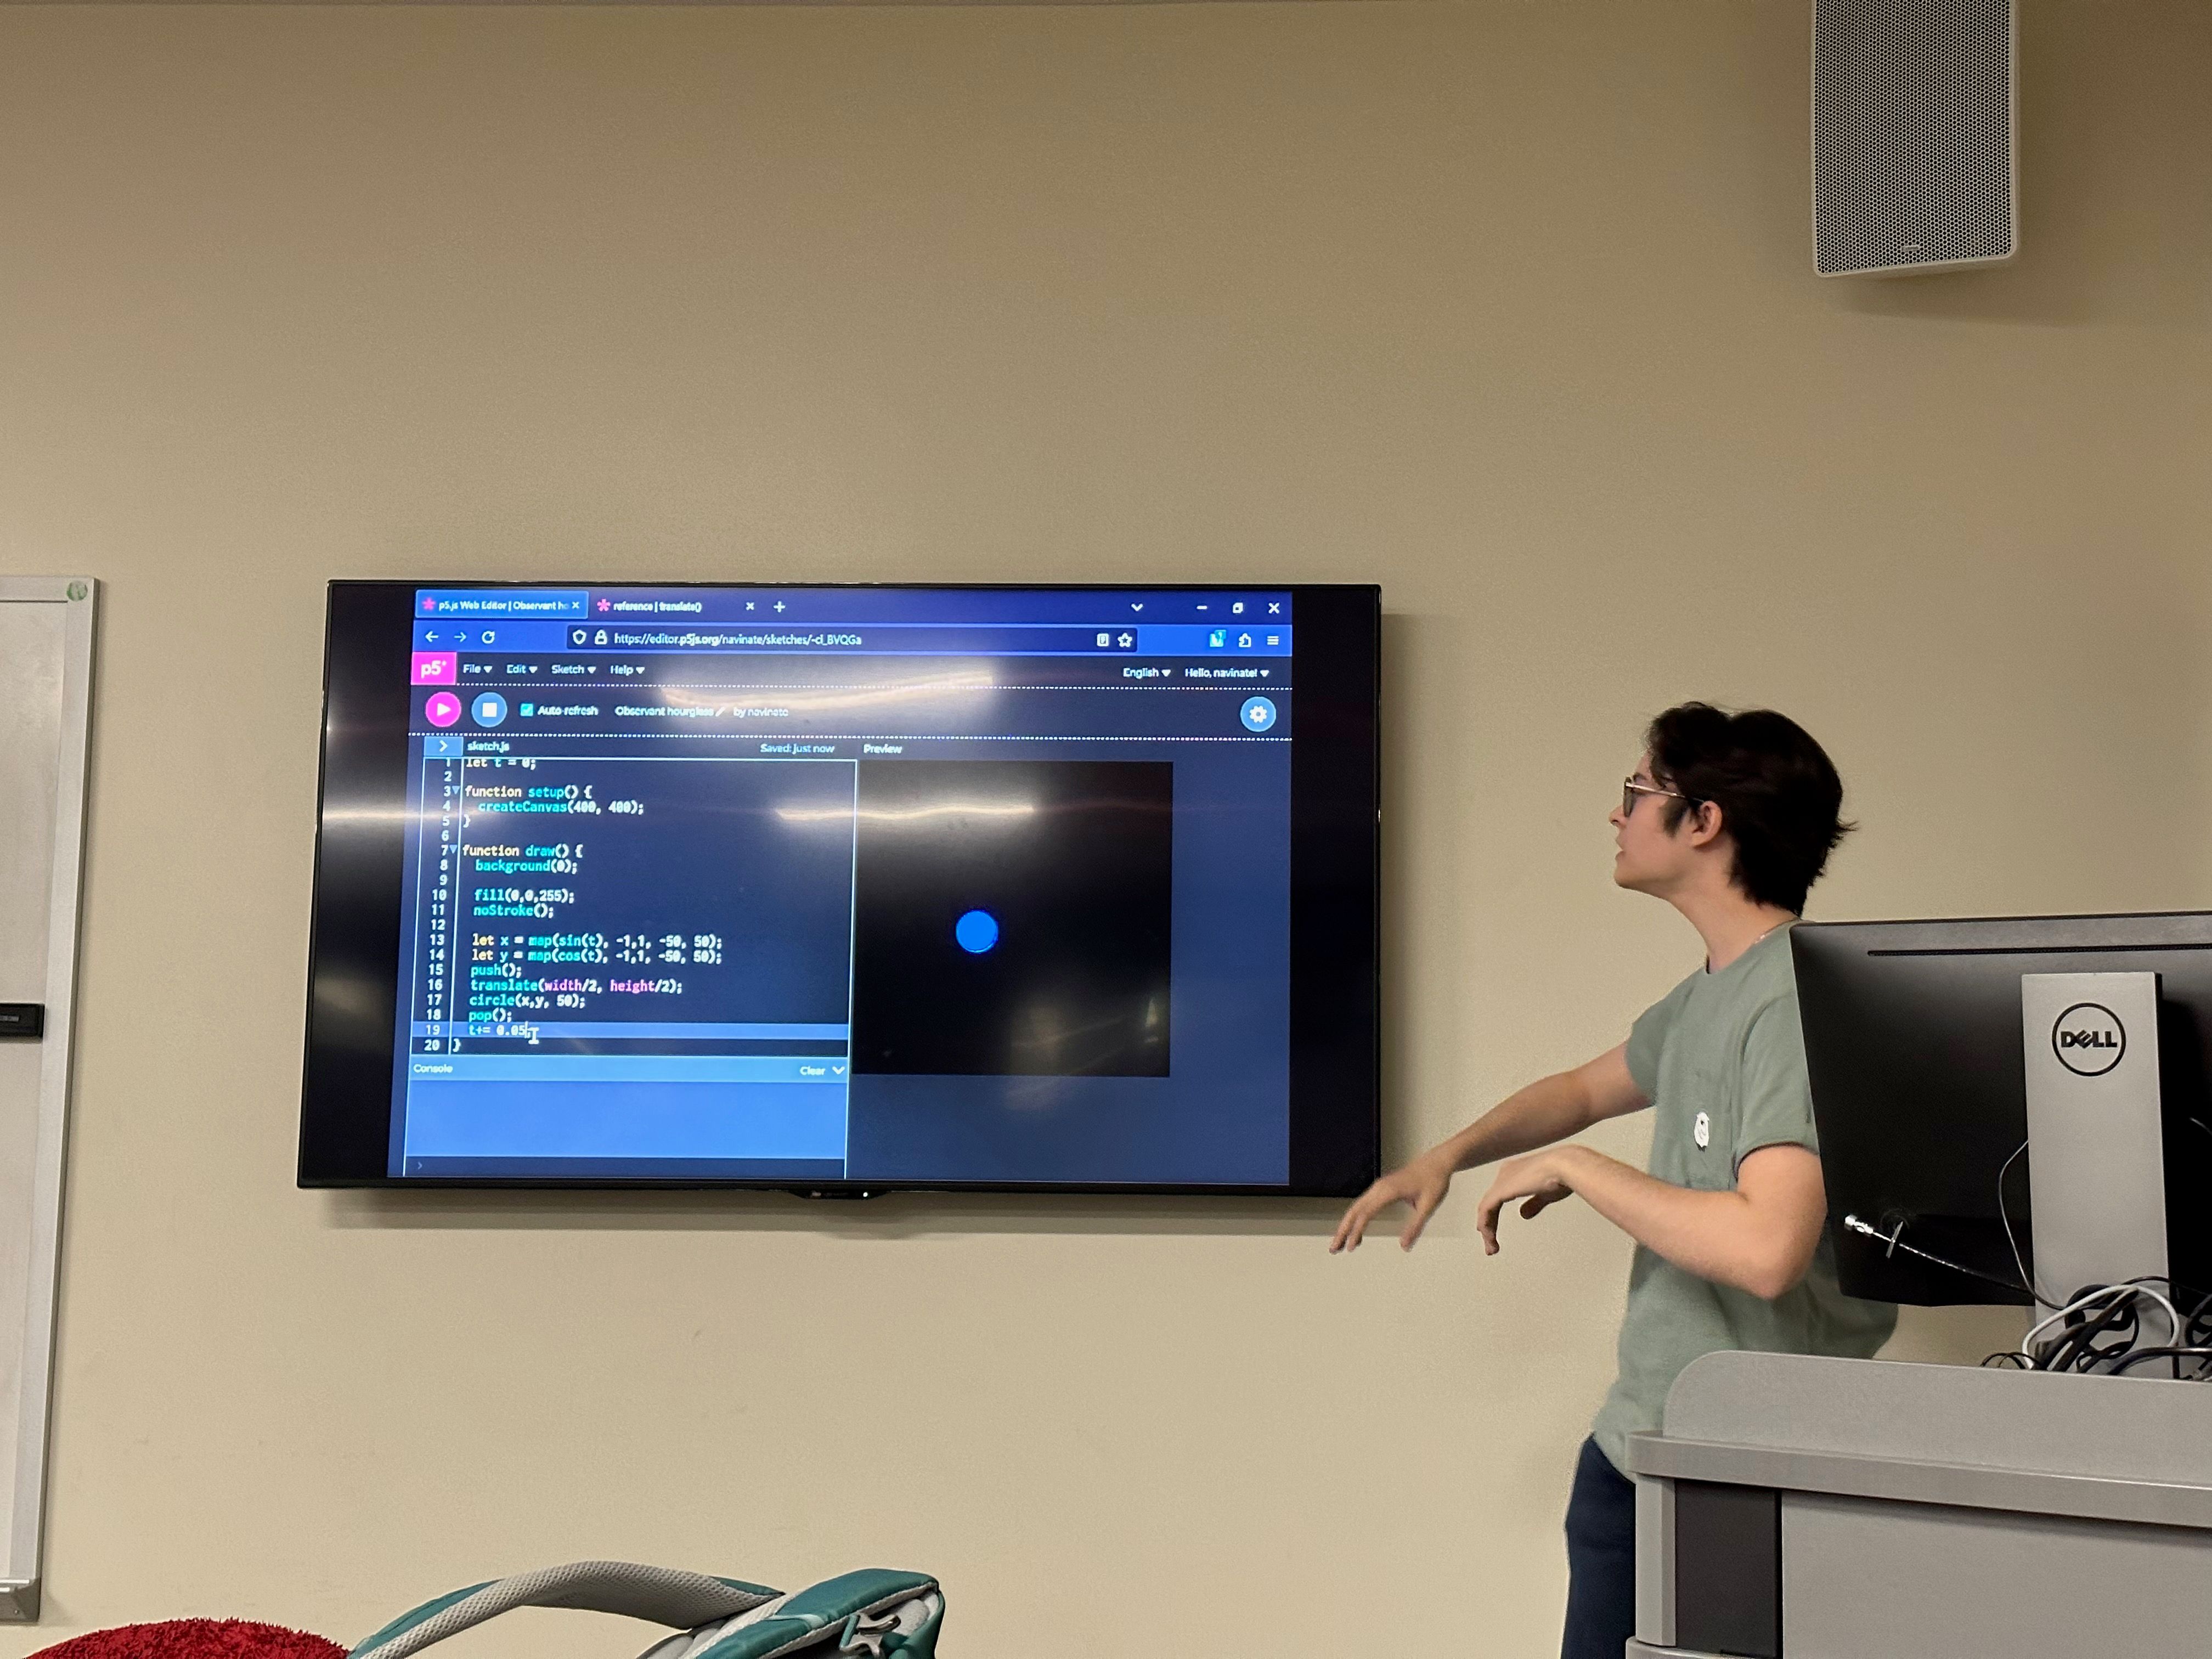 p5.js Web Editor | Observant ho
reference | translate()
https://editor.p5js.org/navinate/sketches/-cl_BVQGa
p5* File Edit Sketch Help English Hello, navinate!
Auto-refresh Observant hourglass by navinate
sketch.js Saved: just now Preview
1 let t = 0;
2
3 function setup() {
4 createCanvas(400, 400);
5 }
6
7 function draw() {
8 background(0);
9
10 fill(0,0,255);
11 noStroke();
12
13 let x = map(sin(t), -1,1, -50, 50);
14 let y = map(cos(t), -1,1, -50, 50);
15 push();
16 translate(width/2, height/2);
17 circle(x,y, 50);
18 pop();
19 t+= 0.05;
20 }
Console Clear
DELL